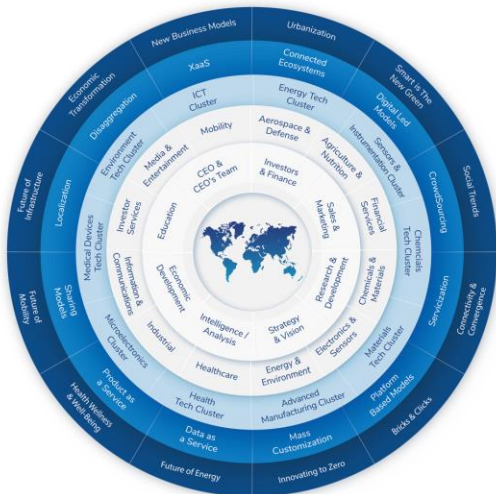 New Business Models
Urbanization
Smart is The
New Green
Social Trends
Connectivity &
Convergence
Bricks & Clicks
Innovating to Zero
Future of Energy
Health Wellness
& Well-Being
Future of
Mobility
Future of
Infrastructure
Economic
Transformation
XaaS
Connected
Ecosystems
Digital Led
Models
CrowdSourcing
Servicization
Platform
Based Models
Mass
Customization
Data as
a Service
Product as
a Service
Sharing
Models
Localization
Disaggregation
ICT
Cluster
Energy Tech
Cluster
Sensors &
Instrumentation Cluster
Chemcials
Tech Cluster
Materials
Tech Cluster
Advanced
Manufacturing Cluster
Health
Tech Cluster
Microelectronics
Cluster
Medical Devices
Tech Cluster
Environment
Tech Cluster
Mobility
Aerospace &
Defense
Agriculture &
Nutrition
Financial
Services
Chemicals &
Materials
Electronics &
Sensors
Energy &
Environment
Healthcare
Industrial
Information &
Communications
Investor
Services
Media &
Entertainment
CEO &
CEO's Team
Investors
& Finance
Sales &
Marketing
Research &
Development
Strategy
& Vision
Intelligence /
Analysis
Economic
Development
Education